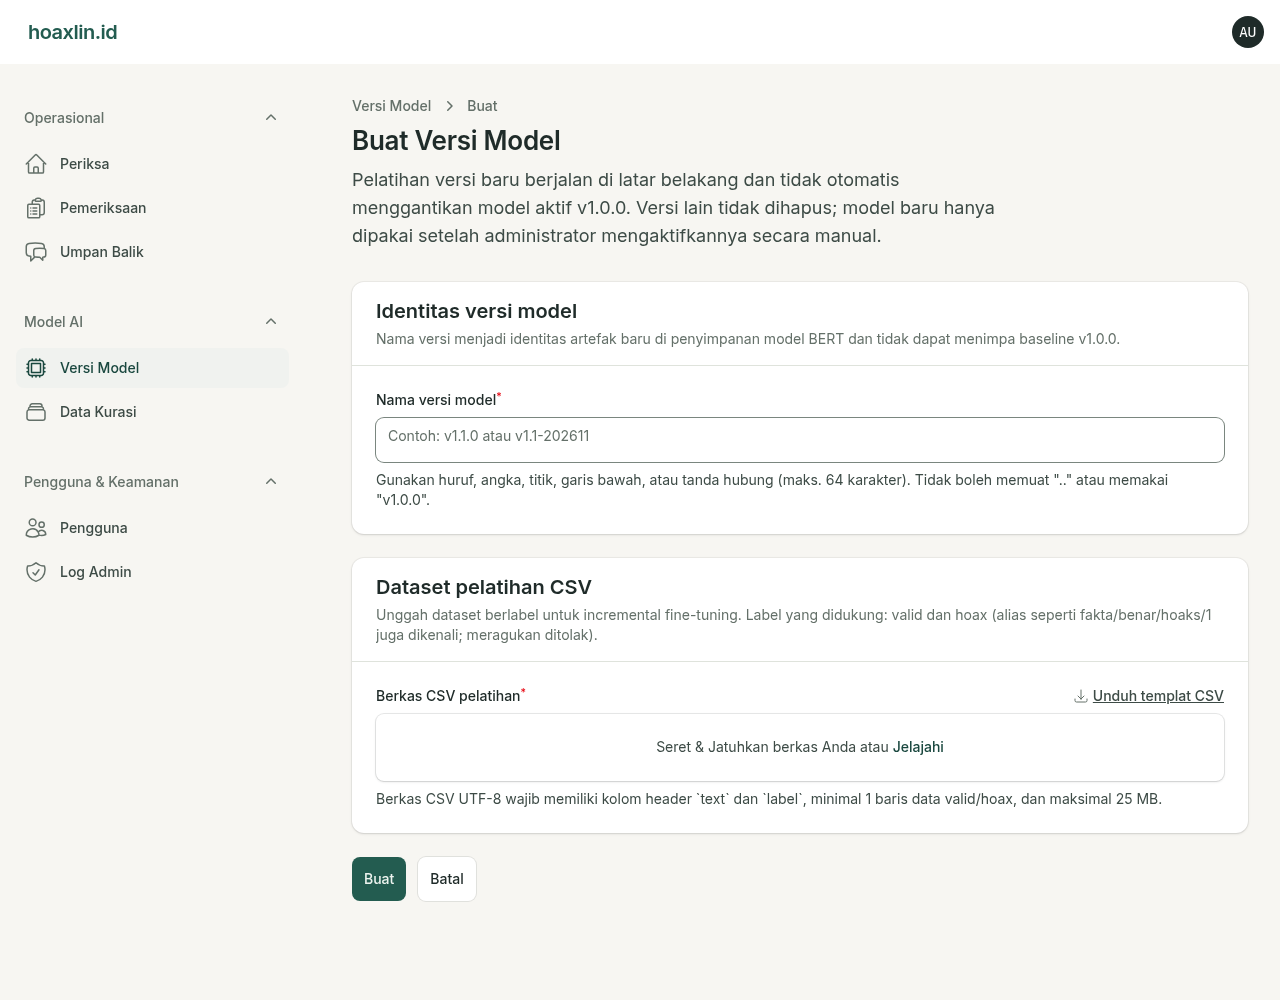 hoaxlin.id
AU
Operasional
Periksa
Pemeriksaan
Umpan Balik
Model AI
Versi Model
Data Kurasi
Pengguna & Keamanan
Pengguna
Log Admin
Versi Model > Buat
Buat Versi Model
Pelatihan versi baru berjalan di latar belakang dan tidak otomatis
menggantikan model aktif v1.0.0. Versi lain tidak dihapus; model baru hanya
dipakai setelah administrator mengaktifkannya secara manual.
Identitas versi model
Nama versi menjadi identitas artefak baru di penyimpanan model BERT dan tidak dapat menimpa baseline v1.0.0.
Nama versi model*
Contoh: v1.1.0 atau v1.1-202611
Gunakan huruf, angka, titik, garis bawah, atau tanda hubung (maks. 64 karakter). Tidak boleh memuat ".." atau memakai
"v1.0.0".
Dataset pelatihan CSV
Unggah dataset berlabel untuk incremental fine-tuning. Label yang didukung: valid dan hoax (alias seperti fakta/benar/hoaks/1
juga dikenali; meragukan ditolak).
Berkas CSV pelatihan*
Unduh templat CSV
Seret & Jatuhkan berkas Anda atau Jelajahi
Berkas CSV UTF-8 wajib memiliki kolom header `text` dan `label`, minimal 1 baris data valid/hoax, dan maksimal 25 MB.
Buat
Batal